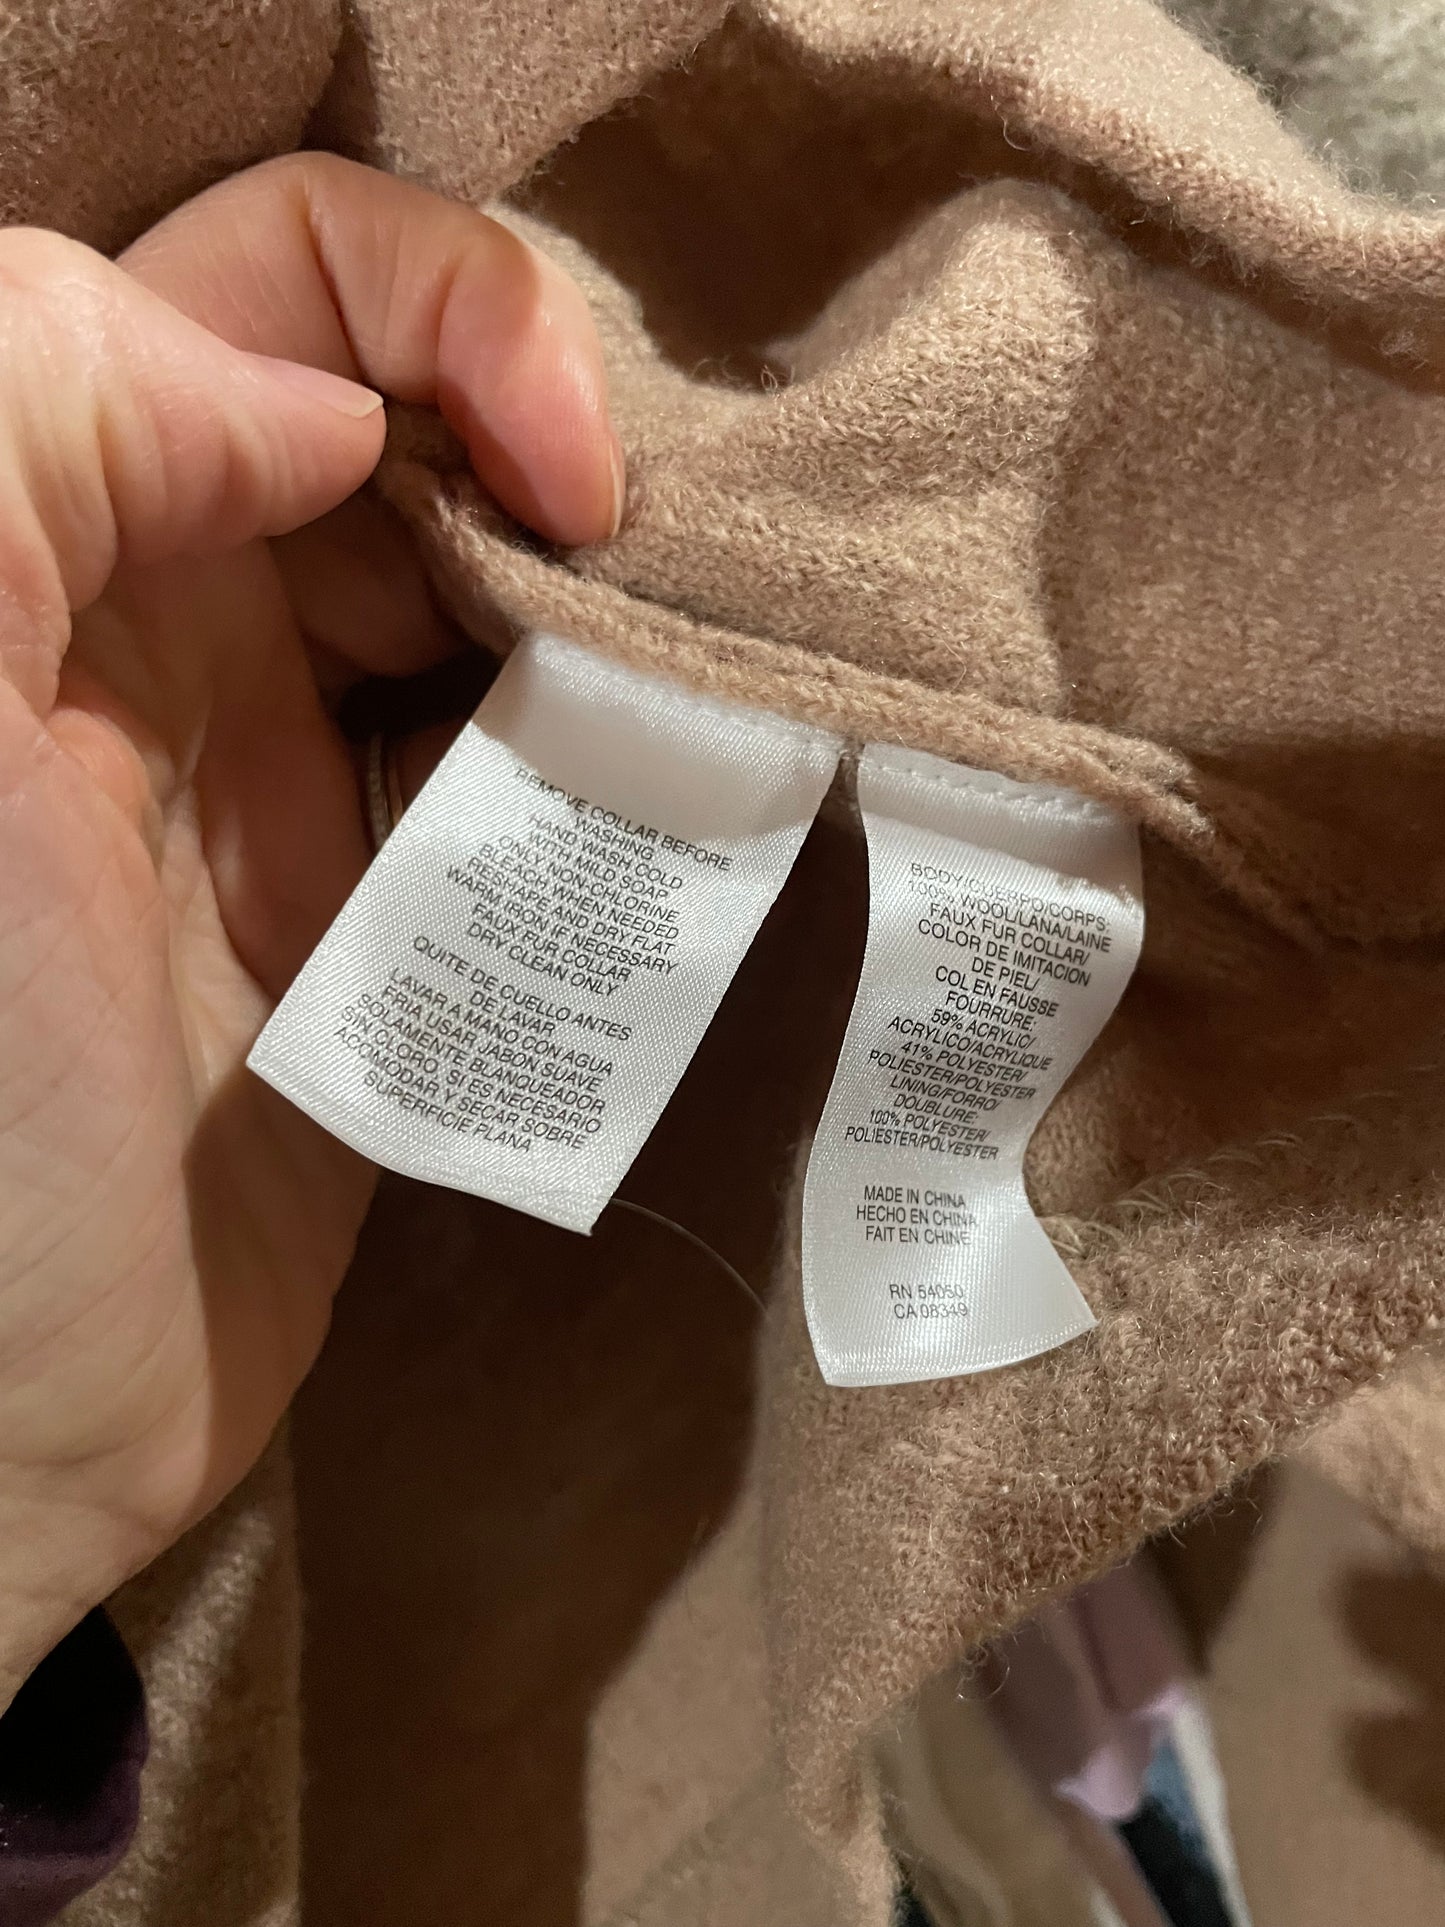 REMOVE COLLAR BEFORE
WASHING
HAND WASH COLD
WITH MILD SOAP
ONLY NON-CHLORINE
BLEACH WHEN NEEDED
RESHAPE AND DRY FLAT
WARM IRON IF NECESSARY
FAUX FUR COLLAR
DRY CLEAN ONLY
QUITE DE CUELLO ANTES
DE LAVAR
LAVAR A MANO CON AGUA
FRIA USAR JABON SUAVE,
SOLAMENTE BLANQUEADOR
SIN CLORO, SI ES NECESARIO
ACOMODAR Y SECAR SOBRE
SUPERFICIE PLANA
BODY/CUERPO/CORPS:
100% WOOL/LANA/LAINE
FAUX FUR COLLAR/
COLOR DE IMITACION
DE PIEL/
COL EN FAUSSE
FOURRURE:
59% ACRYLIC/
ACRYLICO/ACRYLIQUE
41% POLYESTER/
POLIESTER/POLYESTER
LINING/FORRO/
DOUBLURE:
100% POLYESTER/
POLIESTER/POLYESTER
MADE IN CHINA
HECHO EN CHINA
FAIT EN CHINE
RN 54050
CA 08349